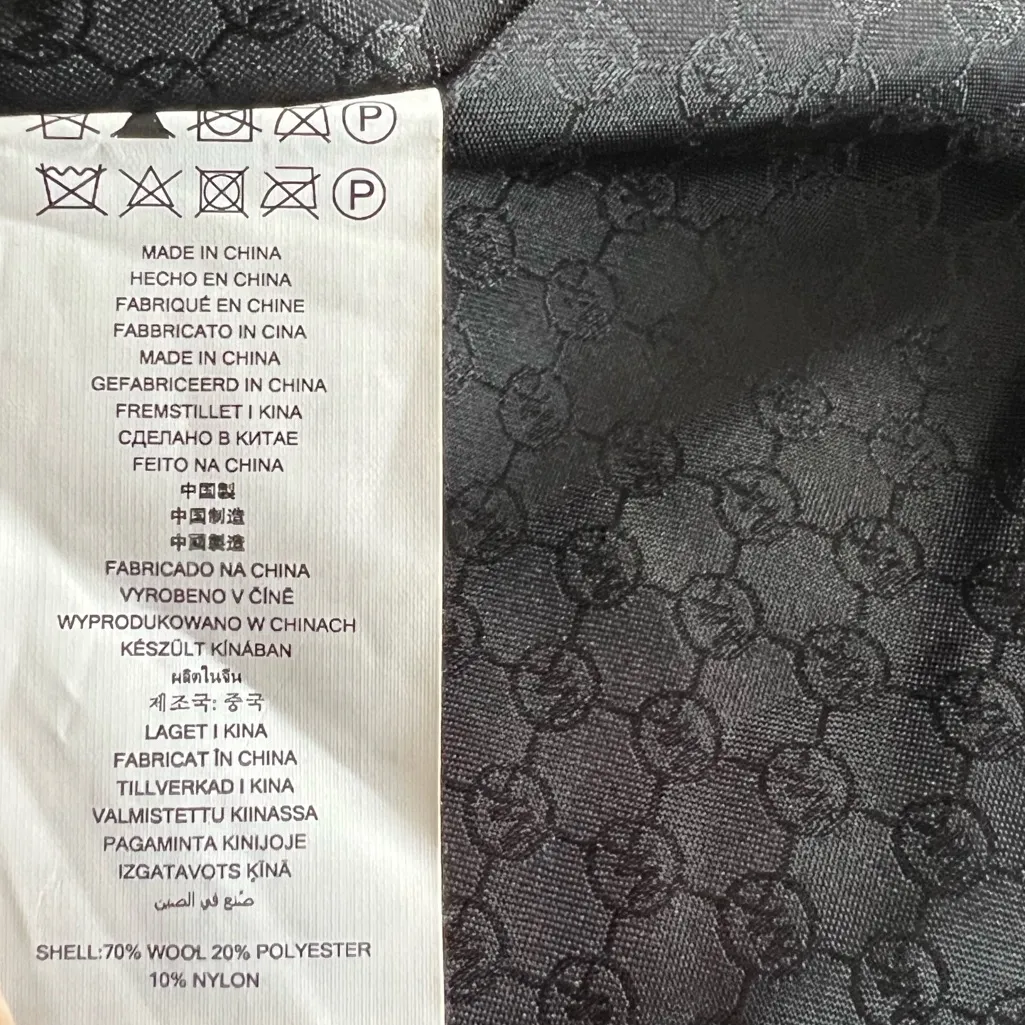 P
P
MADE IN CHINA
HECHO EN CHINA
FABRIQUÉ EN CHINE
FABBRICATO IN CINA
MADE IN CHINA
GEFABRICEERD IN CHINA
FREMSTILLET I KINA
СДЕЛАНО В КИТАЕ
FEITO NA CHINA
中国製
中国制造
中國製造
FABRICADO NA CHINA
VYROBENO V ČÍNĚ
WYPRODUKOWANO W CHINACH
KÉSZÜLT KÍNÁBAN
ผลิตในจีน
제조국: 중국
LAGET I KINA
FABRICAT ÎN CHINA
TILLVERKAD I KINA
VALMISTETTU KIINASSA
PAGAMINTA KINIJOJE
IZGATAVOTS ĶĪNĀ
صُنع في الصين
SHELL:70% WOOL 20% POLYESTER
10% NYLON